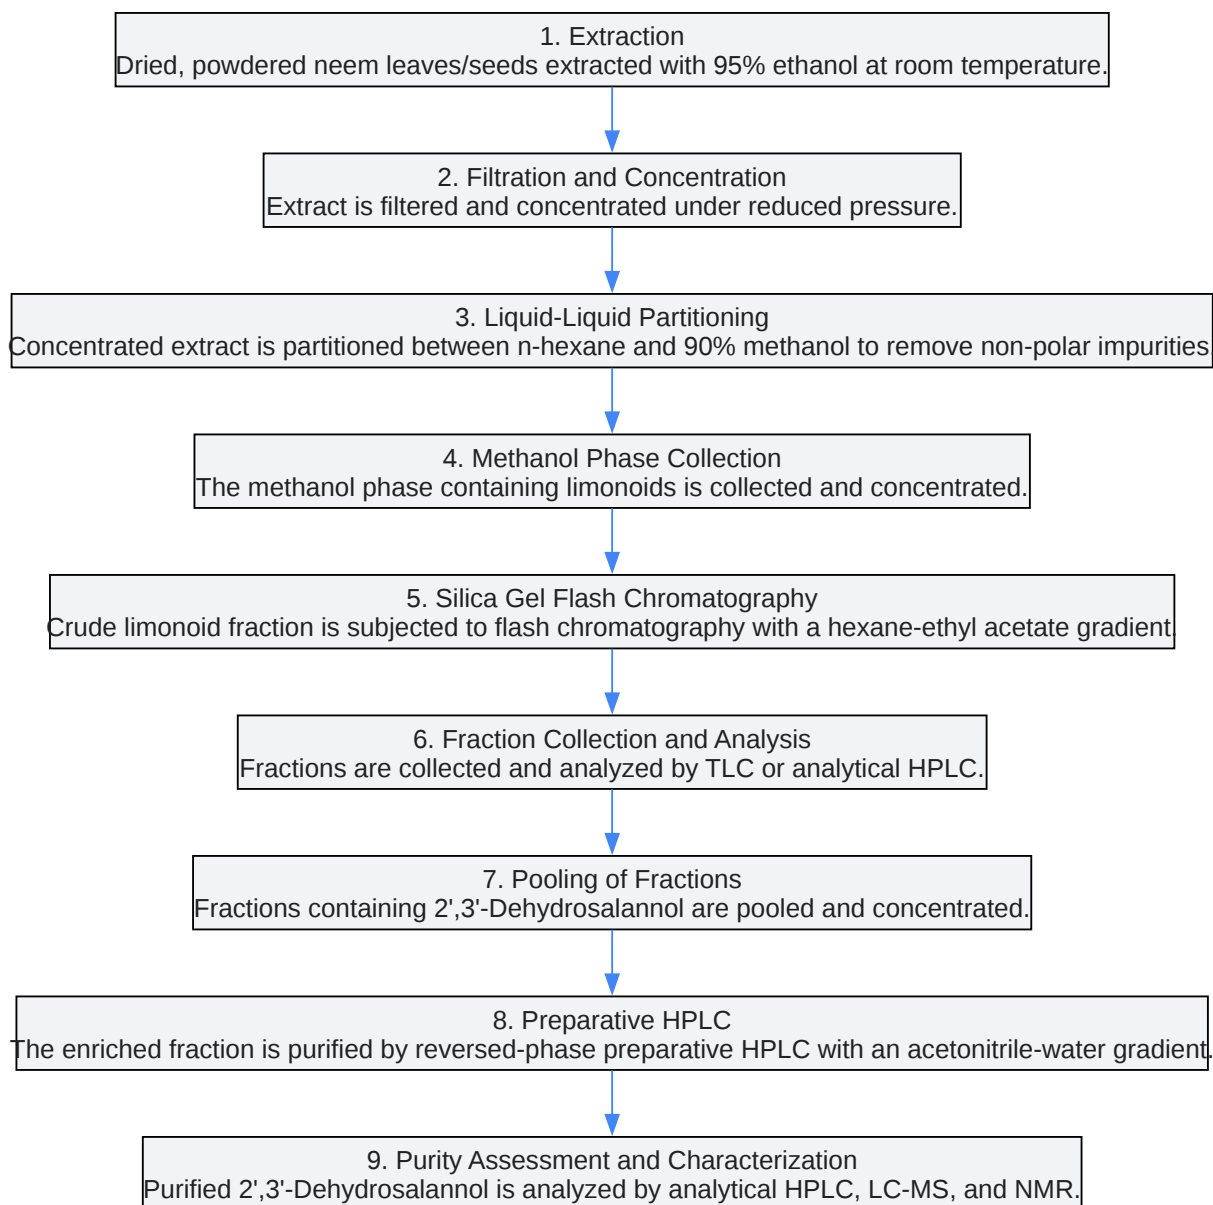 1. Extraction
Dried, powdered neem leaves/seeds extracted with 95% ethanol at room temperature.
2. Filtration and Concentration
Extract is filtered and concentrated under reduced pressure.
3. Liquid-Liquid Partitioning
Concentrated extract is partitioned between n-hexane and 90% methanol to remove non-polar impurities.
4. Methanol Phase Collection
The methanol phase containing limonoids is collected and concentrated.
5. Silica Gel Flash Chromatography
Crude limonoid fraction is subjected to flash chromatography with a hexane-ethyl acetate gradient.
6. Fraction Collection and Analysis
Fractions are collected and analyzed by TLC or analytical HPLC.
7. Pooling of Fractions
Fractions containing 2',3'-Dehydrosalannol are pooled and concentrated.
8. Preparative HPLC
The enriched fraction is purified by reversed-phase preparative HPLC with an acetonitrile-water gradient.
9. Purity Assessment and Characterization
Purified 2',3'-Dehydrosalannol is analyzed by analytical HPLC, LC-MS, and NMR.